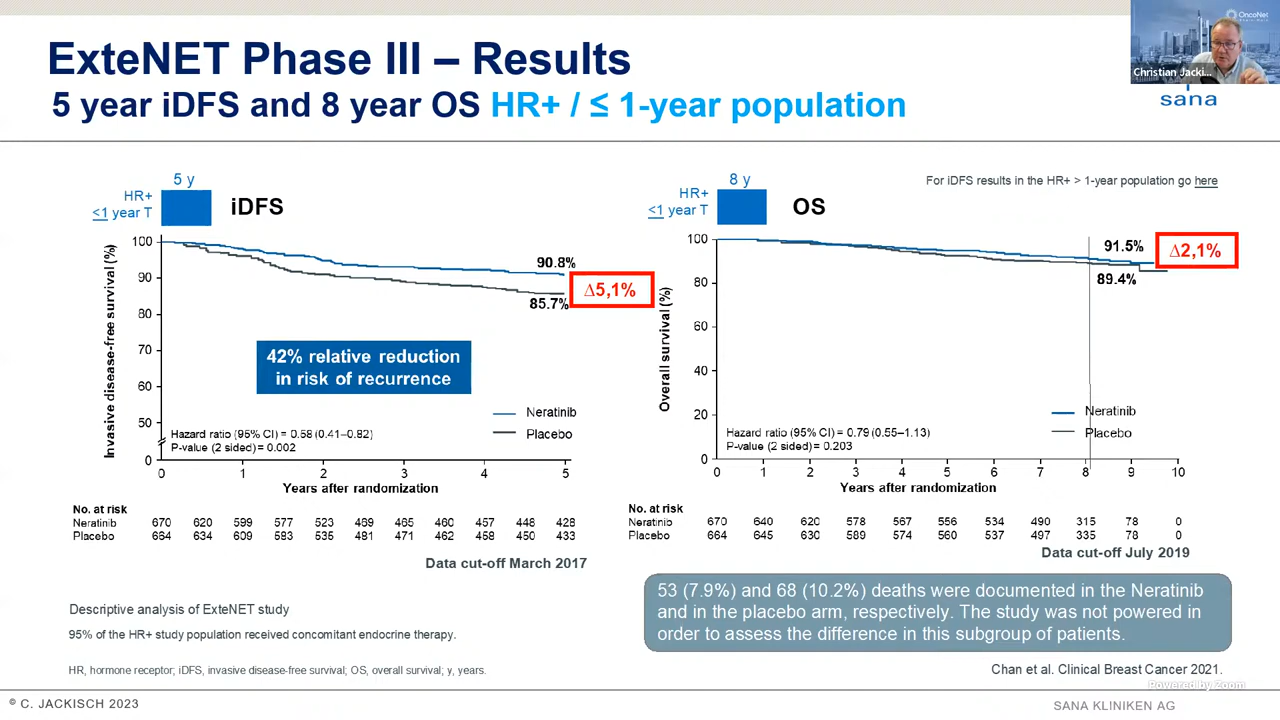 ExteNET Phase III – Results
5 year iDFS and 8 year OS HR+ / ≤ 1-year population
OncoNet
Christian Jacki...
sana
For iDFS results in the HR+ > 1-year population go here
5 y
HR+
<1 year T
iDFS
Invasive disease-free survival (%)
100
90
80
70
60
50
0
90.8%
85.7%
∆5,1%
42% relative reduction
in risk of recurrence
Neratinib
Placebo
Hazard ratio (95% CI) = 0.58 (0.41–0.82)
P-value (2 sided) = 0.002
0 1 2 3 4 5
Years after randomization
No. at risk
Neratinib 670 620 599 577 523 469 465 460 457 448 428
Placebo 664 634 609 583 535 481 471 462 458 450 433
Data cut-off March 2017
8 y
HR+
<1 year T
OS
Overall survival (%)
100
80
60
40
20
0
91.5%
89.4%
∆2,1%
Neratinib
Placebo
Hazard ratio (95% CI) = 0.79 (0.55–1.13)
P-value (2 sided) = 0.203
0 1 2 3 4 5 6 7 8 9 10
Years after randomization
No. at risk
Neratinib 670 640 620 578 567 556 534 490 315 78 0
Placebo 664 645 630 589 574 560 537 497 335 78 0
Data cut-off July 2019
53 (7.9%) and 68 (10.2%) deaths were documented in the Neratinib
and in the placebo arm, respectively. The study was not powered in
order to assess the difference in this subgroup of patients.
Descriptive analysis of ExteNET study
95% of the HR+ study population received concomitant endocrine therapy.
HR, hormone receptor; iDFS, invasive disease-free survival; OS, overall survival; y, years.
Chan et al. Clinical Breast Cancer 2021.
Powered by Zoom
© C. JACKISCH 2023
SANA KLINIKEN AG